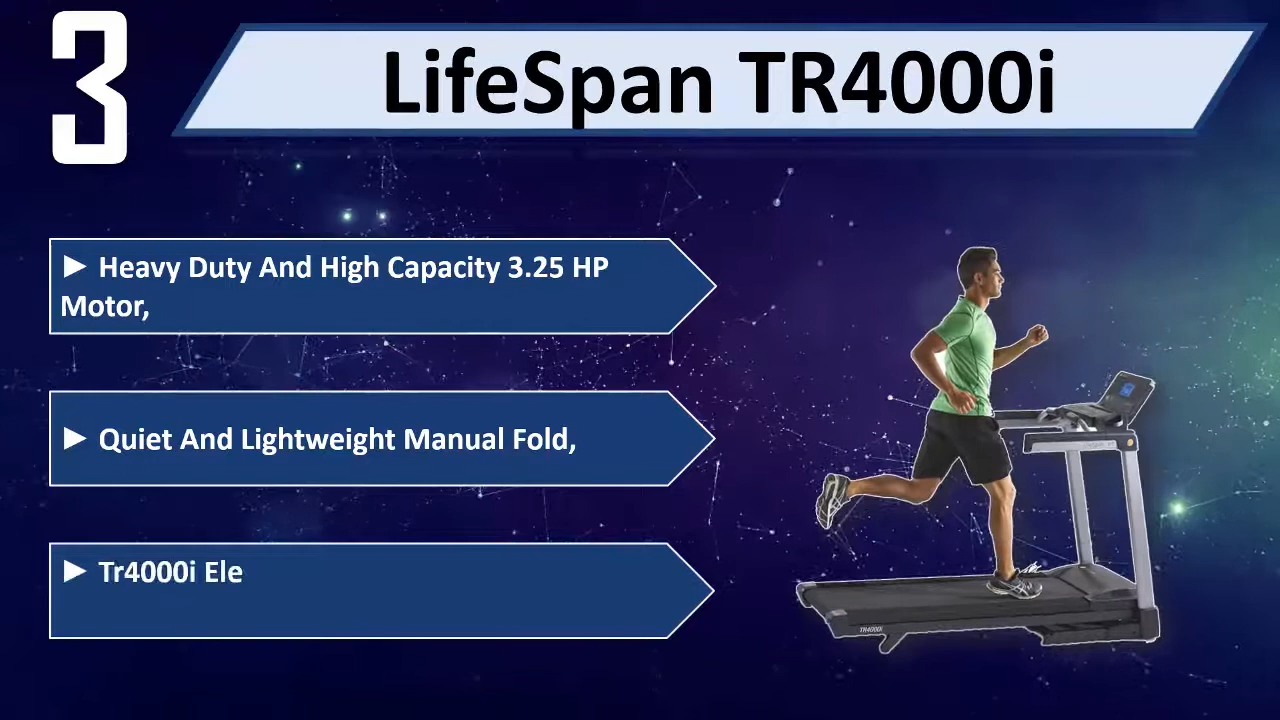 3
LifeSpan TR4000i
► Heavy Duty And High Capacity 3.25 HP
Motor,
► Quiet And Lightweight Manual Fold,
► Tr4000i Ele
TR4000i